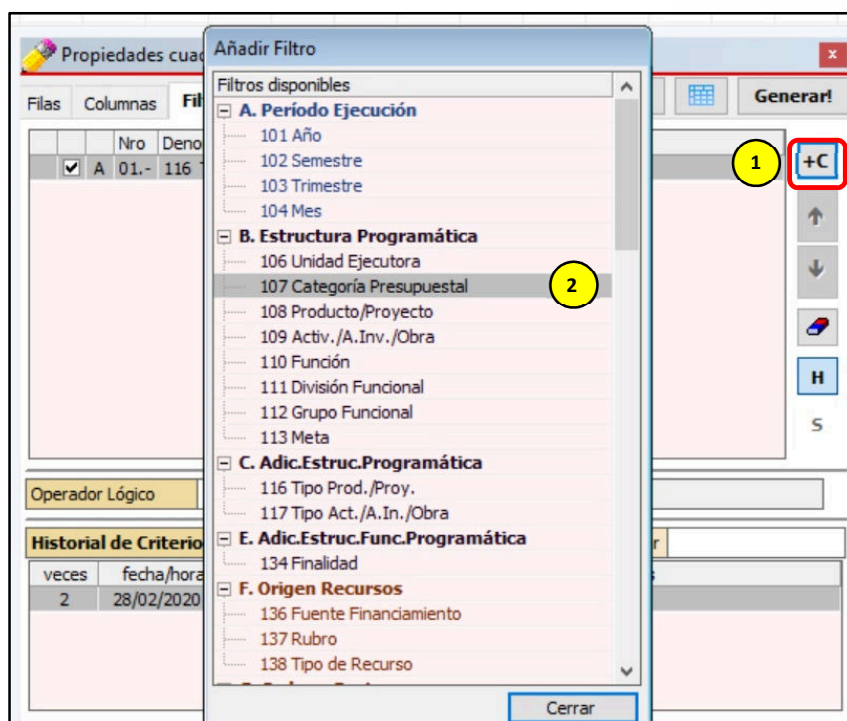 Propiedades
Añadir Filtro
x
Filas Columnas
Generar!
Filtros disponibles
A. Período Ejecución
101 Año
102 Semestre
103 Trimestre
104 Mes
B. Estructura Programática
106 Unidad Ejecutora
107 Categoría Presupuestal
108 Producto/Proyecto
109 Activ./A.Inv./Obra
110 Función
111 División Funcional
112 Grupo Funcional
113 Meta
C. Adic.Estruc.Programática
116 Tipo Prod./Proy.
117 Tipo Act./A.In./Obra
E. Adic.Estruc.Func.Programática
134 Finalidad
F. Origen Recursos
136 Fuente Financiamiento
137 Rubro
138 Tipo de Recurso
Cerrar
Nro
A 01.- 116
1 +C
2
H
S
Operador Lógico
Historial de Criterio
veces fecha/hora
2 28/02/2020